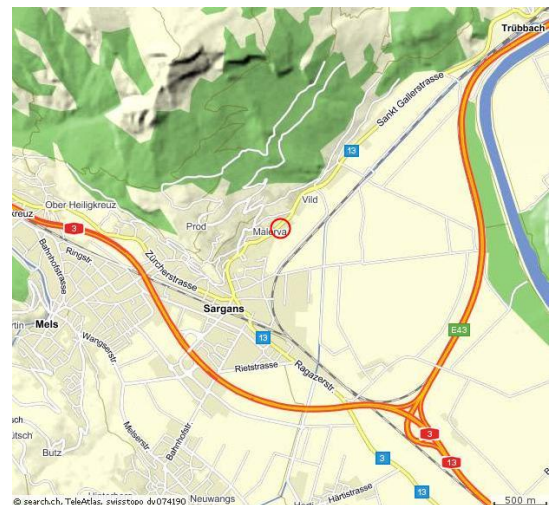 Trübbach
Sankt Gallerstrasse
13
Vild
Ober Heiligkreuz
Prod
Malerva
kreuz
3
Ringstr
Bahnhofstrasse
Zürcherstrasse
Sargans
Mels
Wangserstr.
13
E43
Rietstrasse
Ragazerstr.
Melserstr.
Bahnhofstr.
Butz
3
13
3
13
Härtistrasse
Neuwangs
500 m
© search.ch, TeleAtlas, swisstopo dv074190